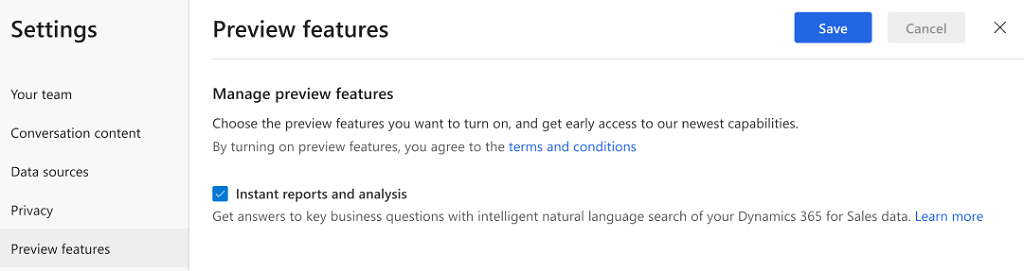 Settings
Your team
Conversation content
Data sources
Privacy
Preview features
Preview features
Save
Cancel
Manage preview features
Choose the preview features you want to turn on, and get early access to our newest capabilities.
By turning on preview features, you agree to the terms and conditions
Instant reports and analysis
Get answers to key business questions with intelligent natural language search of your Dynamics 365 for Sales data. Learn more